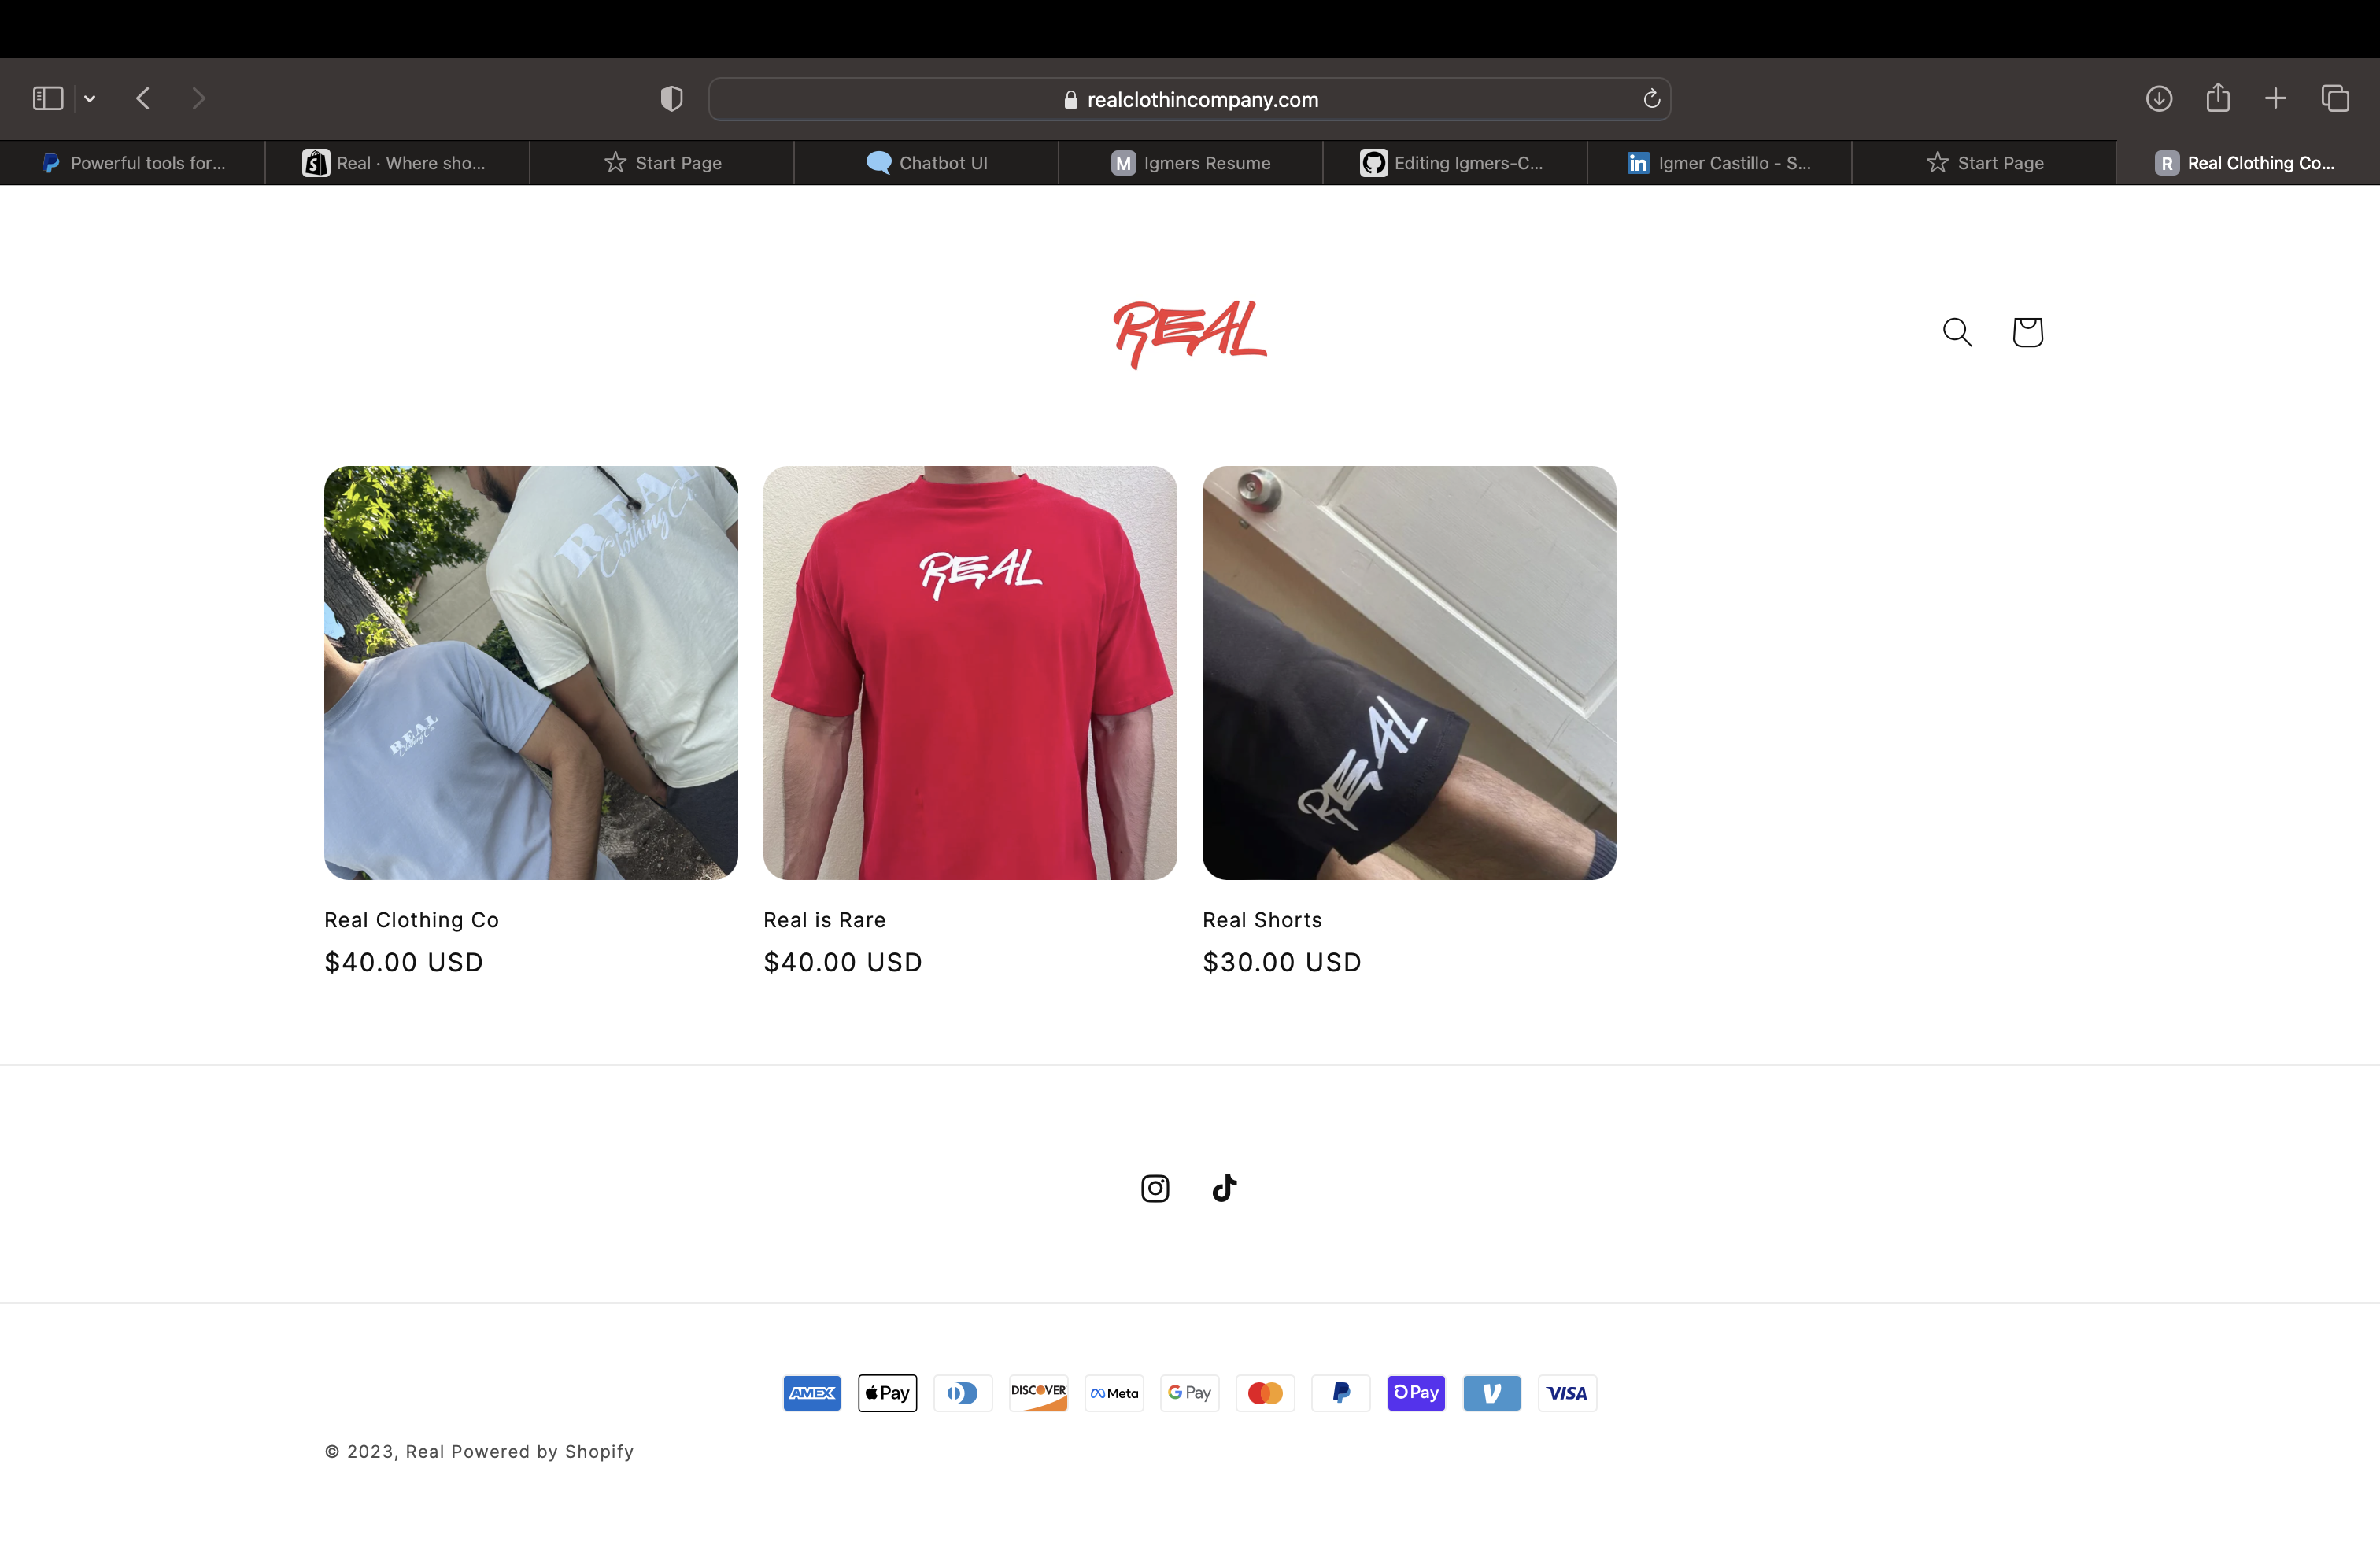 realclothincompany.com
Powerful tools for...
Real · Where sho...
Start Page
Chatbot UI
M Igmers Resume
Editing Igmers-C...
in Igmer Castillo - S...
Start Page
R Real Clothing Co...
REAL
REAL
Clothing Co
REAL
Clothing Co
REAL
REAL
Real Clothing Co
$40.00 USD
Real is Rare
$40.00 USD
Real Shorts
$30.00 USD
AMEX Pay DISCOVER Meta G Pay Pay VISA
© 2023, Real Powered by Shopify